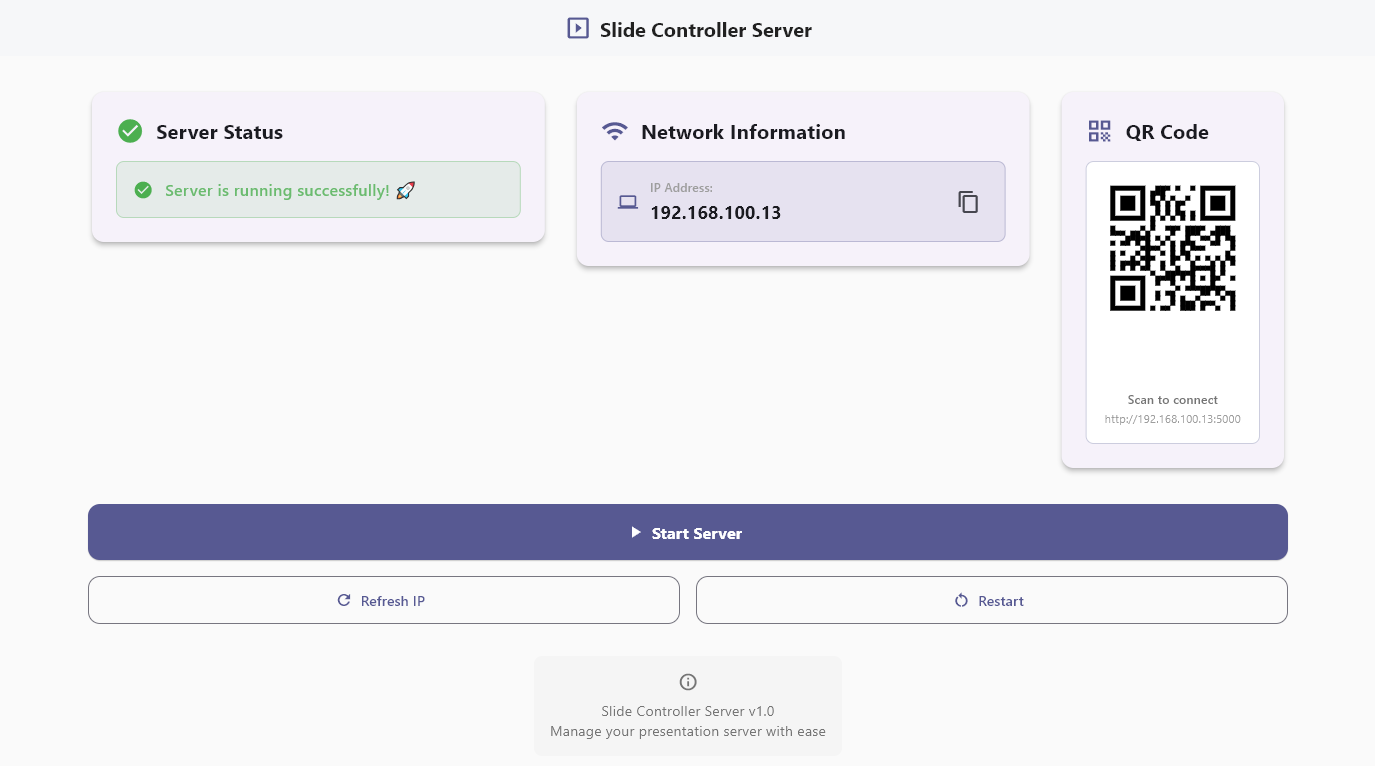 Slide Controller Server
Server Status
Server is running successfully! 🚀
Network Information
IP Address:
192.168.100.13
QR Code
Scan to connect
http://192.168.100.13:5000
Start Server
Refresh IP
Restart
Slide Controller Server v1.0
Manage your presentation server with ease